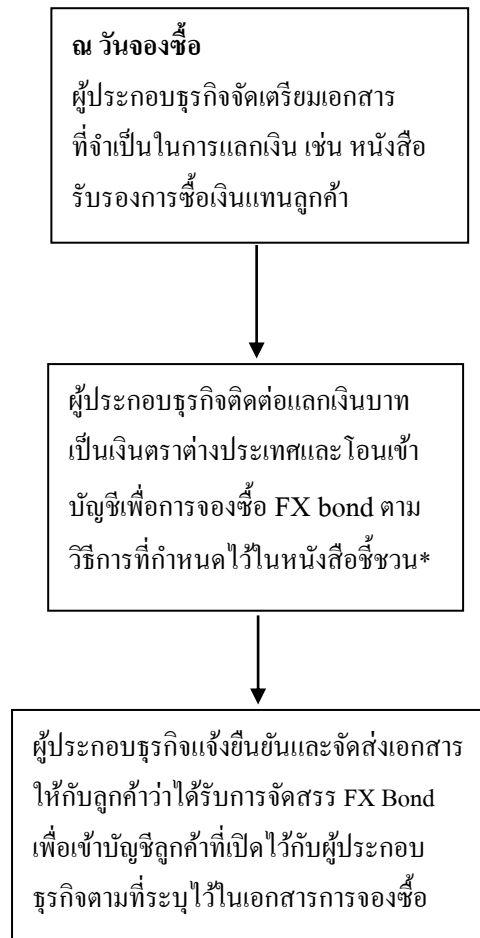 ณ วันจองซื้อ
ผู้ประกอบธุรกิจจัดเตรียมเอกสาร
ที่จำเป็นในการแลกเงิน เช่น หนังสือ
รับรองการซื้อเงินแทนลูกค้า
ผู้ประกอบธุรกิจติดต่อแลกเงินบาท
เป็นเงินตราต่างประเทศและโอนเข้า
บัญชีเพื่อการจองซื้อ FX bond ตาม
วิธีการที่กำหนดไว้ในหนังสือชี้ชวน*
ผู้ประกอบธุรกิจแจ้งยืนยันและจัดส่งเอกสาร
ให้กับลูกค้าว่าได้รับการจัดสรร FX Bond
เพื่อเข้าบัญชีลูกค้าที่เปิดไว้กับผู้ประกอบ
ธุรกิจตามที่ระบุไว้ในเอกสารการจองซื้อ